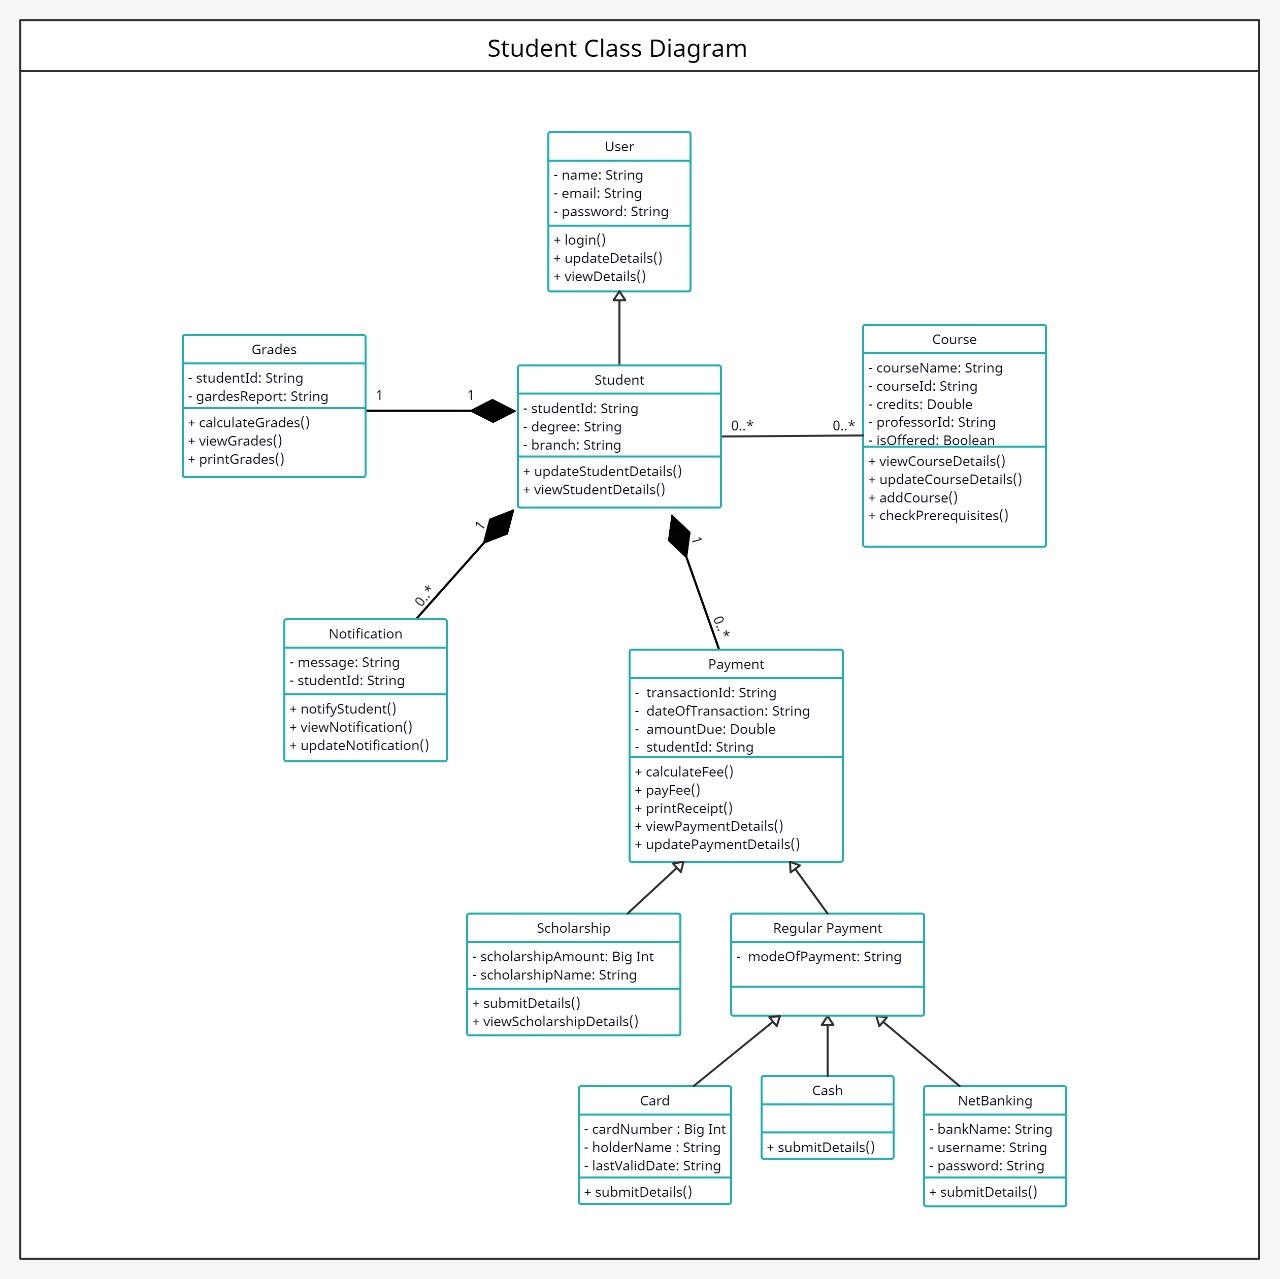 Student Class Diagram
User
- name: String
- email: String
- password: String
+ login()
+ updateDetails()
+ viewDetails()
Grades
- studentId: String
- gardesReport: String
+ calculateGrades()
+ viewGrades()
+ printGrades()
1
1
Student
- studentId: String
- degree: String
- branch: String
+ updateStudentDetails()
+ viewStudentDetails()
0..*
0..*
Course
- courseName: String
- courseId: String
- credits: Double
- professorId: String
- isOffered: Boolean
+ viewCourseDetails()
+ updateCourseDetails()
+ addCourse()
+ checkPrerequisites()
1
0..*
1
0..*
Notification
- message: String
- studentId: String
+ notifyStudent()
+ viewNotification()
+ updateNotification()
Payment
- transactionId: String
- dateOfTransaction: String
- amountDue: Double
- studentId: String
+ calculateFee()
+ payFee()
+ printReceipt()
+ viewPaymentDetails()
+ updatePaymentDetails()
Scholarship
- scholarshipAmount: Big Int
- scholarshipName: String
+ submitDetails()
+ viewScholarshipDetails()
Regular Payment
- modeOfPayment: String
Card
- cardNumber : Big Int
- holderName : String
- lastValidDate: String
+ submitDetails()
Cash
+ submitDetails()
NetBanking
- bankName: String
- username: String
- password: String
+ submitDetails()